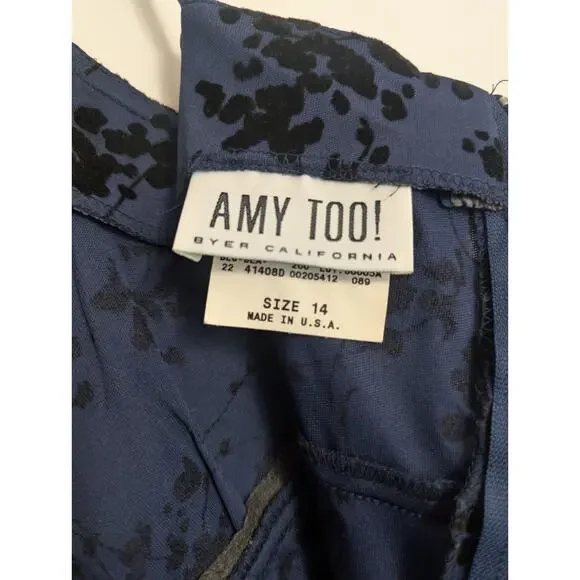 AMY TOO!
BYER CALIFORNIA
22 41408D 00205412 089
SIZE 14
MADE IN U.S.A.